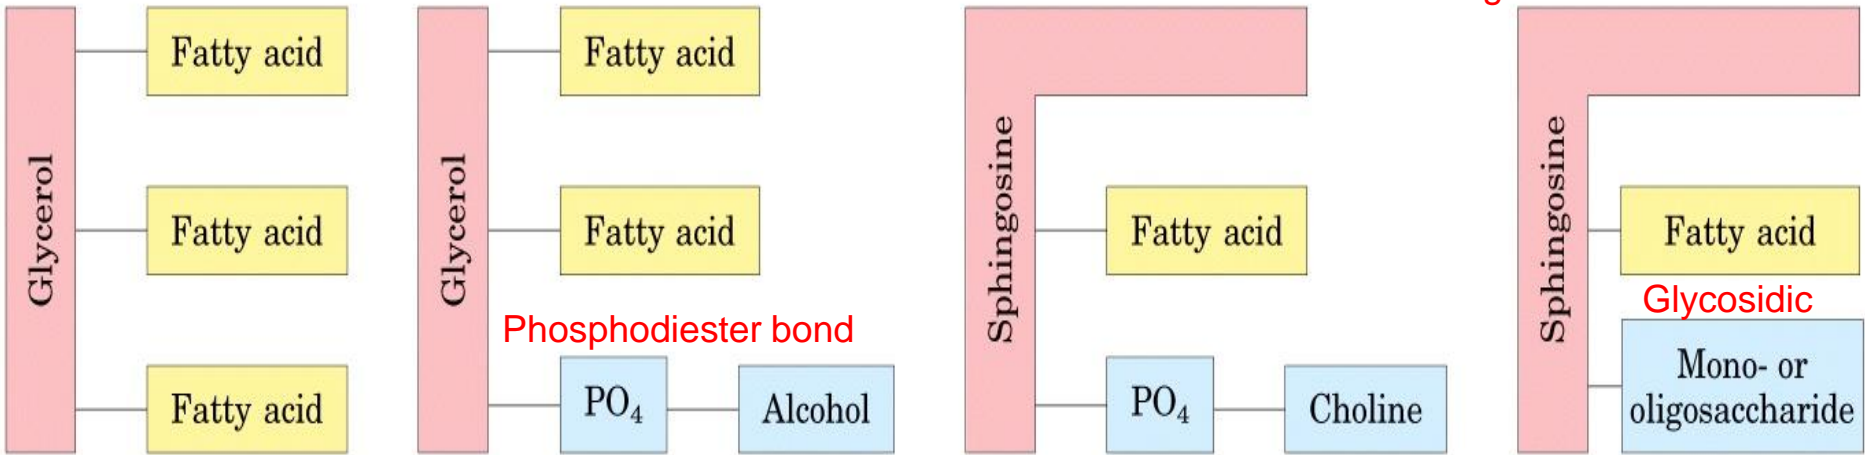 Glycerol
Fatty acid
Fatty acid
Fatty acid
Glycerol
Fatty acid
Fatty acid
Phosphodiester bond
PO₄
Alcohol
Sphingosine
Fatty acid
PO₄
Choline
Sphingosine
Fatty acid
Glycosidic
Mono- or
oligosaccharide